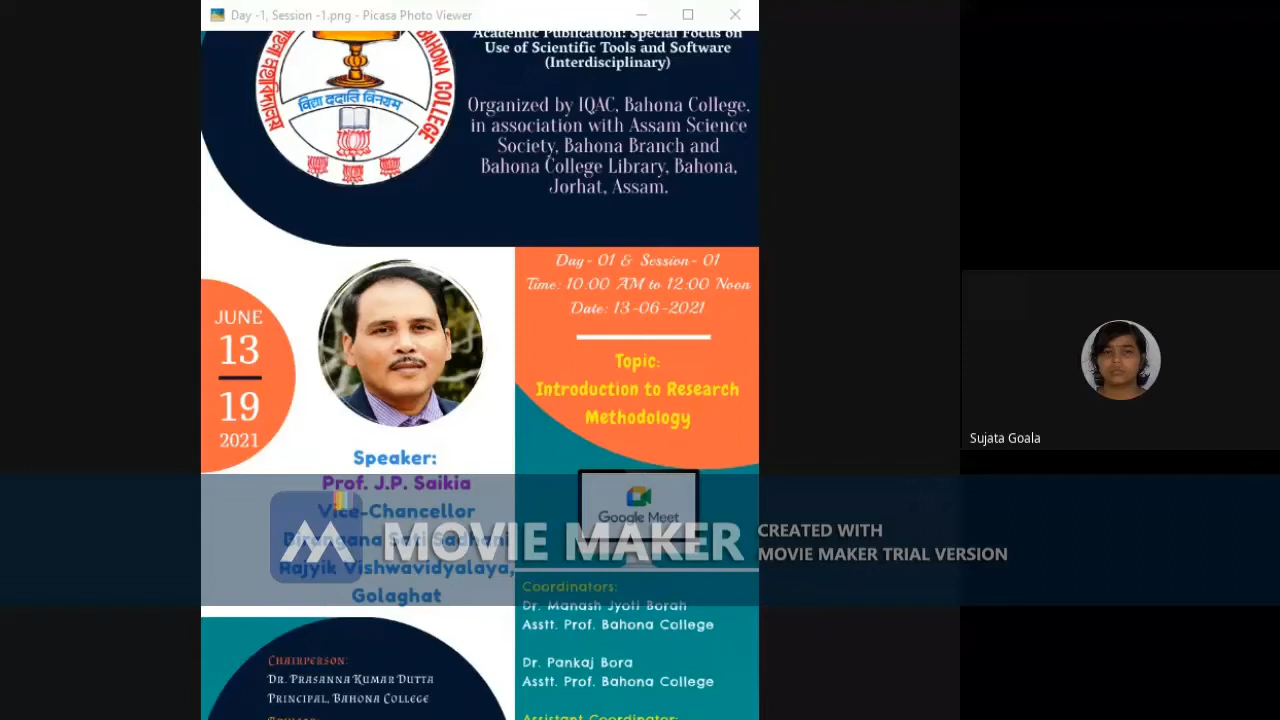 Day -1, Session -1.png - Picasa Photo Viewer
Academic Publication: Special Focus on
Use of Scientific Tools and Software
(Interdisciplinary)
BAHONA COLLEGE
विद्या ददाति विनयम
Organized by IQAC, Bahona College,
in association with Assam Science
Society, Bahona Branch and
Bahona College Library, Bahona,
Jorhat, Assam.
Day- 01 & Session- 01
Time: 10:00 AM to 12:00 Noon
Date: 13-06-2021
Topic:
Introduction to Research
Methodology
JUNE
13
19
2021
Speaker:
Prof. J.P. Saikia
Vice-Chancellor
Birangana Sati Sadhani
Rajyik Vishwavidyalaya,
Golaghat
Google Meet
MOVIE MAKER
CREATED WITH
MOVIE MAKER TRIAL VERSION
Coordinators:
Dr. Manash Jyoti Borah
Asstt. Prof. Bahona College
Dr. Pankaj Bora
Asstt. Prof. Bahona College
Assistant Coordinator:
Chairperson:
Dr. Prasanna Kumar Dutta
Principal, Bahona College
Sujata Goala